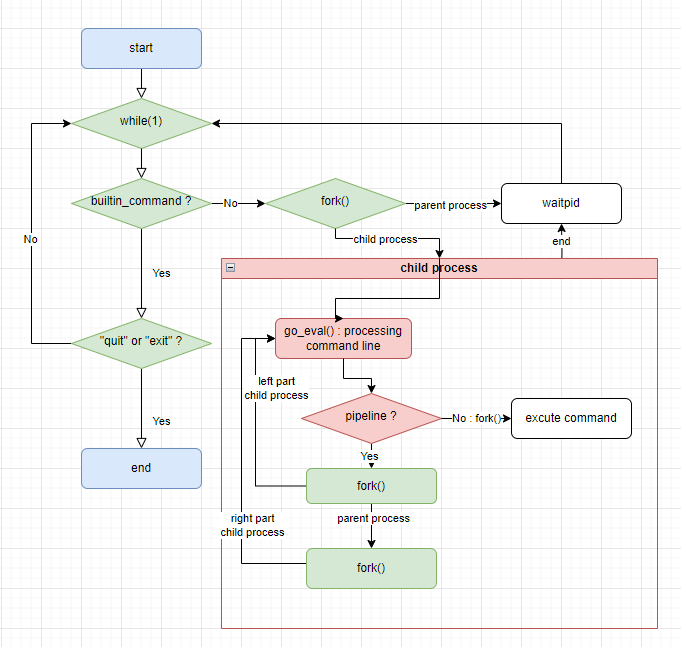 start
while(1)
builtin_command ?
No
fork()
parent process
waitpid
No
child process
end
child process
Yes
go_eval() : processing
command line
"quit" or "exit" ?
left part
child process
pipeline ?
No : fork()
excute command
Yes
Yes
end
fork()
right part
child process
parent process
fork()